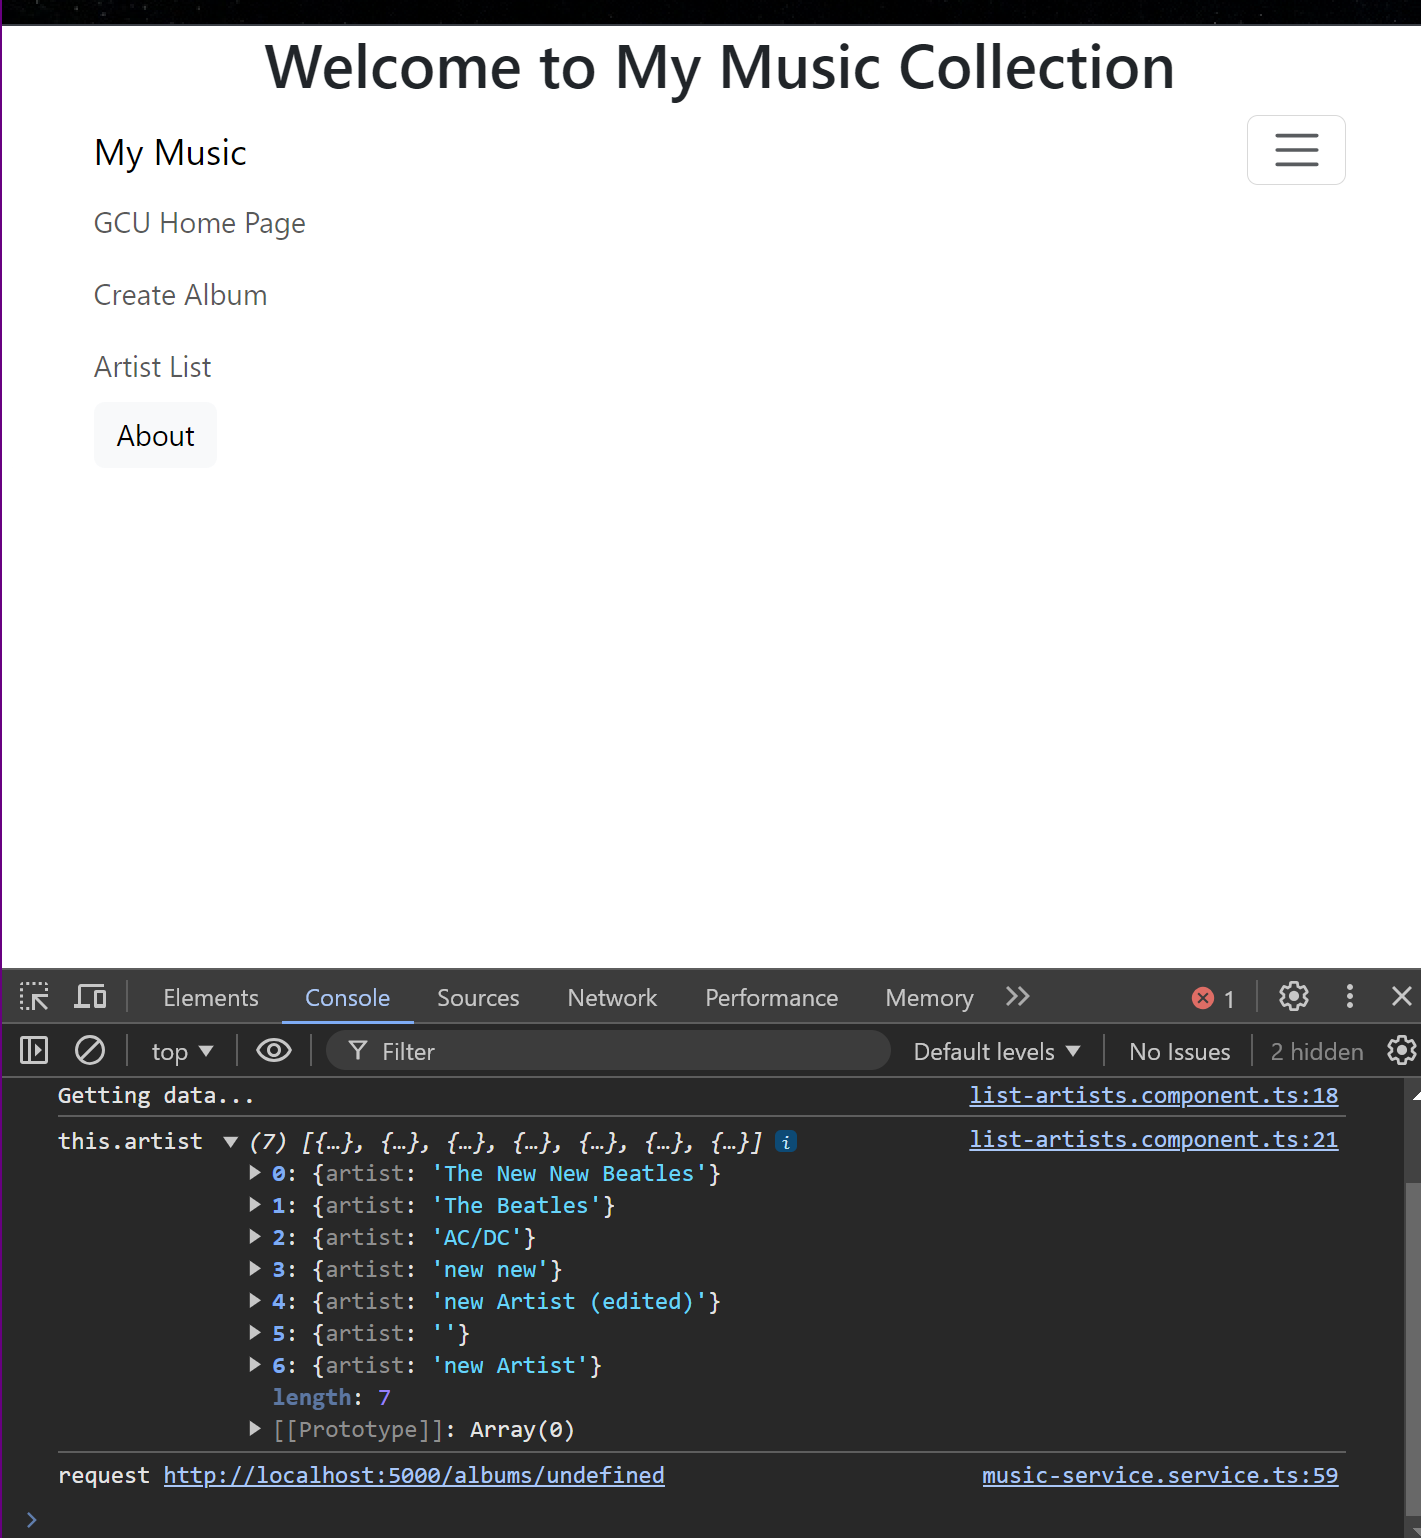 Welcome to My Music Collection
My Music
GCU Home Page
Create Album
Artist List
About
Elements Console Sources Network Performance Memory 1
top Filter Default levels No Issues 2 hidden
Getting data... list-artists.component.ts:18
this.artist (7) [{…}, {…}, {…}, {…}, {…}, {…}, {…}] i list-artists.component.ts:21
0: {artist: 'The New New Beatles'}
1: {artist: 'The Beatles'}
2: {artist: 'AC/DC'}
3: {artist: 'new new'}
4: {artist: 'new Artist (edited)'}
5: {artist: ''}
6: {artist: 'new Artist'}
length: 7
[[Prototype]]: Array(0)
request http://localhost:5000/albums/undefined music-service.service.ts:59